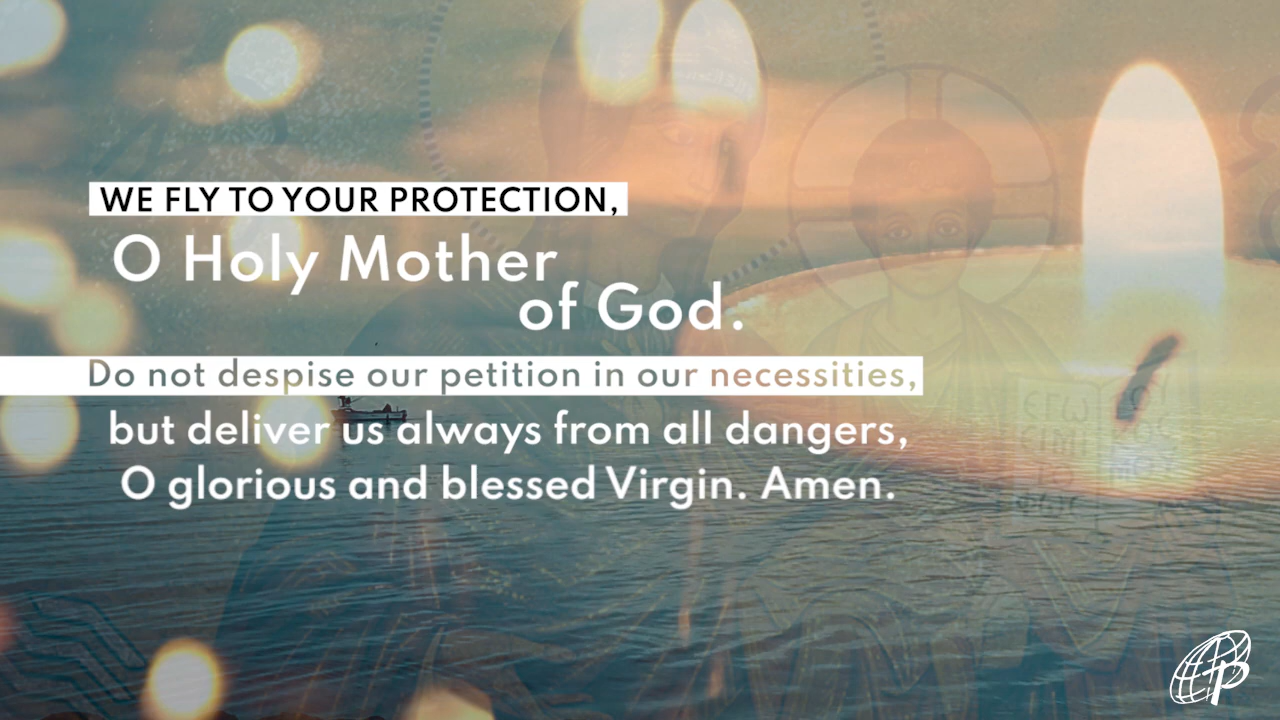 WE FLY TO YOUR PROTECTION,
O Holy Mother
of God.
Do not despise our petition in our necessities,
but deliver us always from all dangers,
O glorious and blessed Virgin. Amen.